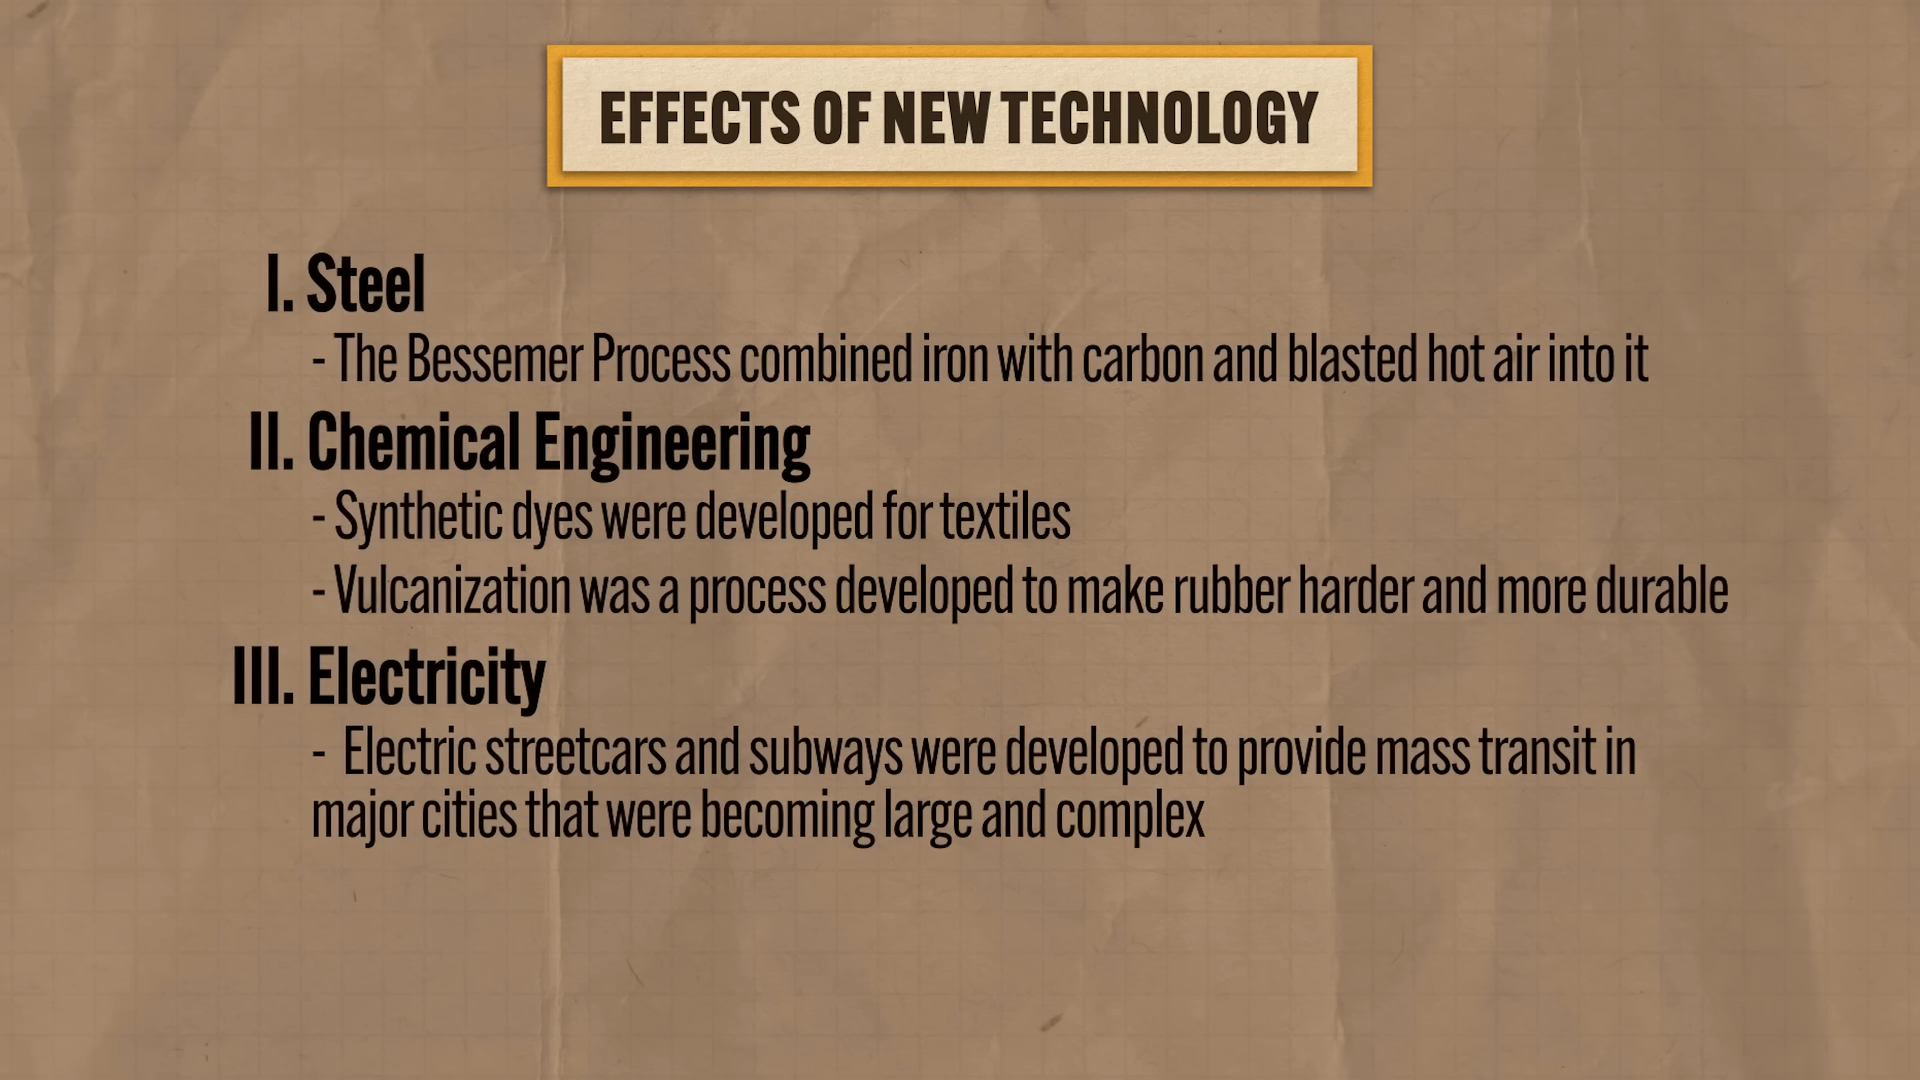 EFFECTS OF NEW TECHNOLOGY
I. Steel
- The Bessemer Process combined iron with carbon and blasted hot air into it
II. Chemical Engineering
- Synthetic dyes were developed for textiles
- Vulcanization was a process developed to make rubber harder and more durable
III. Electricity
- Electric streetcars and subways were developed to provide mass transit in
major cities that were becoming large and complex